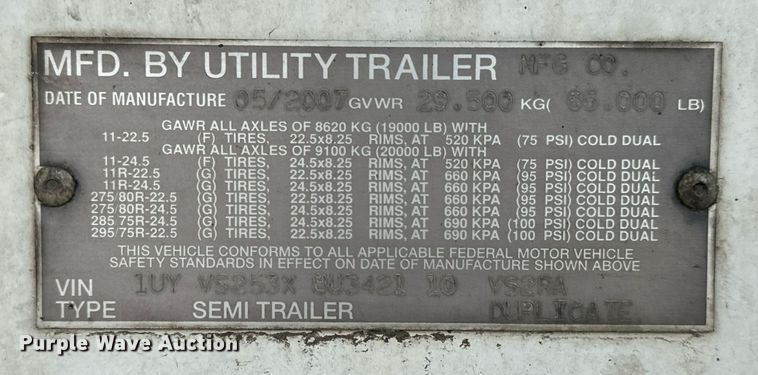 MFD. BY UTILITY TRAILER MFG CO.
DATE OF MANUFACTURE 05/2007 GVWR 29.500 KG( 65.000 LB)
GAWR ALL AXLES OF 8620 KG (19000 LB) WITH
11-22.5 (F) TIRES, 22.5x8.25 RIMS, AT 520 KPA (75 PSI) COLD DUAL
GAWR ALL AXLES OF 9100 KG (20000 LB) WITH
11-24.5 (F) TIRES, 24.5x8.25 RIMS, AT 520 KPA (75 PSI) COLD DUAL
11R-22.5 (G) TIRES, 22.5x8.25 RIMS, AT 660 KPA (95 PSI) COLD DUAL
11R-24.5 (G) TIRES, 24.5x8.25 RIMS, AT 660 KPA (95 PSI) COLD DUAL
275/80R-22.5 (G) TIRES, 22.5x8.25 RIMS, AT 660 KPA (95 PSI) COLD DUAL
275/80R-24.5 (G) TIRES, 24.5x8.25 RIMS, AT 660 KPA (95 PSI) COLD DUAL
285/75R-24.5 (G) TIRES, 24.5x8.25 RIMS, AT 690 KPA (100 PSI) COLD DUAL
295/75R-22.5 (G) TIRES, 22.5x8.25 RIMS, AT 690 KPA (100 PSI) COLD DUAL
THIS VEHICLE CONFORMS TO ALL APPLICABLE FEDERAL MOTOR VEHICLE
SAFETY STANDARDS IN EFFECT ON DATE OF MANUFACTURE SHOWN ABOVE
VIN 1UY VS253X 8U3421 10 VS2RA
TYPE SEMI TRAILER DUPLICATE
Purple Wave Auction